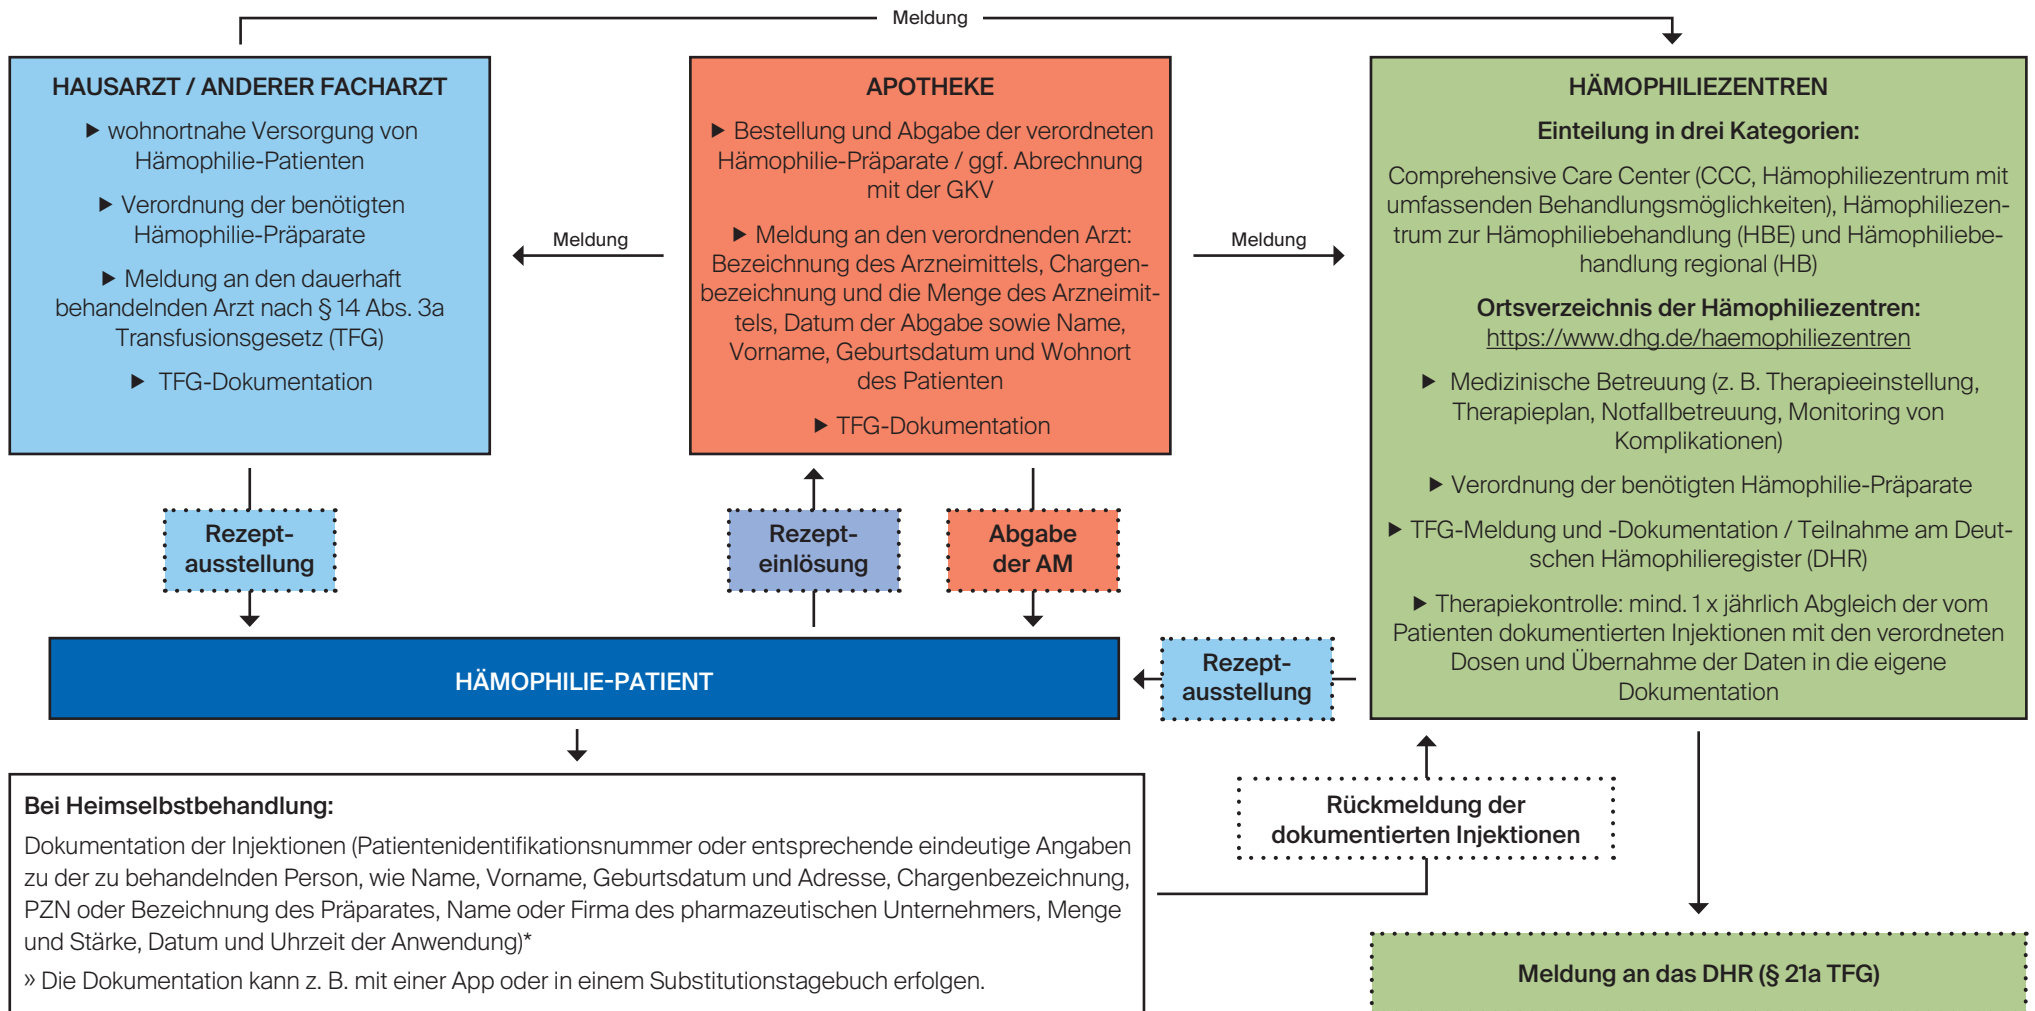 Meldung
HAUSARZT / ANDERER FACHARZT
▶ wohnortnahe Versorgung von
Hämophilie-Patienten
▶ Verordnung der benötigten
Hämophilie-Präparate
▶ Meldung an den dauerhaft
behandelnden Arzt nach § 14 Abs. 3a
Transfusionsgesetz (TFG)
▶ TFG-Dokumentation
Meldung
APOTHEKE
▶ Bestellung und Abgabe der verordneten
Hämophilie-Präparate / ggf. Abrechnung
mit der GKV
▶ Meldung an den verordnenden Arzt:
Bezeichnung des Arzneimittels, Chargen-
bezeichnung und die Menge des Arzneimit-
tels, Datum der Abgabe sowie Name,
Vorname, Geburtsdatum und Wohnort
des Patienten
▶ TFG-Dokumentation
Meldung
HÄMOPHILIEZENTREN
Einteilung in drei Kategorien:
Comprehensive Care Center (CCC, Hämophiliezentrum mit
umfassenden Behandlungsmöglichkeiten), Hämophiliezen-
trum zur Hämophiliebehandlung (HBE) und Hämophiliebe-
handlung regional (HB)
Ortsverzeichnis der Hämophiliezentren:
https://www.dhg.de/haemophiliezentren
▶ Medizinische Betreuung (z. B. Therapieeinstellung,
Therapieplan, Notfallbetreuung, Monitoring von
Komplikationen)
▶ Verordnung der benötigten Hämophilie-Präparate
▶ TFG-Meldung und -Dokumentation / Teilnahme am Deut-
schen Hämophilieregister (DHR)
▶ Therapiekontrolle: mind. 1 x jährlich Abgleich der vom
Patienten dokumentierten Injektionen mit den verordneten
Dosen und Übernahme der Daten in die eigene
Dokumentation
Rezept-
ausstellung
Rezept-
einlösung
Abgabe
der AM
HÄMOPHILIE-PATIENT
Rezept-
ausstellung
Bei Heimselbstbehandlung:
Dokumentation der Injektionen (Patientenidentifikationsnummer oder entsprechende eindeutige Angaben
zu der zu behandelnden Person, wie Name, Vorname, Geburtsdatum und Adresse, Chargenbezeichnung,
PZN oder Bezeichnung des Präparates, Name oder Firma des pharmazeutischen Unternehmers, Menge
und Stärke, Datum und Uhrzeit der Anwendung)*
» Die Dokumentation kann z. B. mit einer App oder in einem Substitutionstagebuch erfolgen.
Rückmeldung der
dokumentierten Injektionen
Meldung an das DHR (§ 21a TFG)